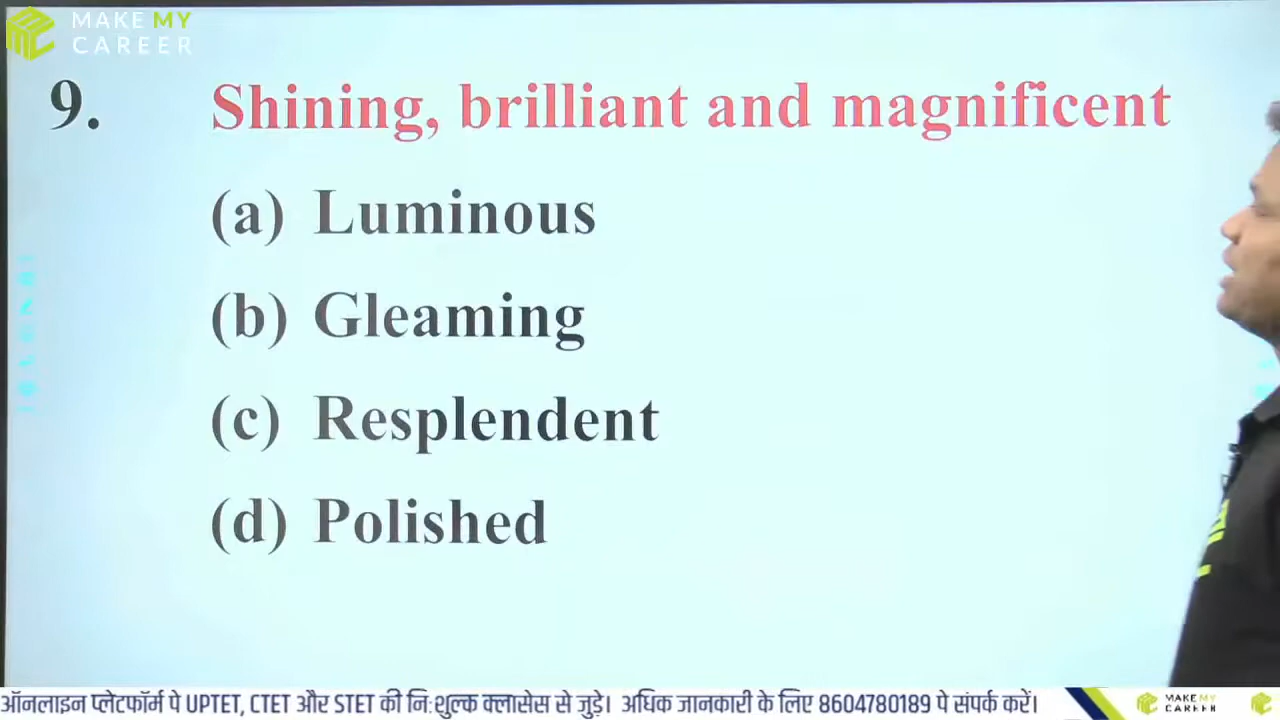 MAKE MY
CAREER
9. Shining, brilliant and magnificent
(a) Luminous
(b) Gleaming
(c) Resplendent
(d) Polished
ऑनलाइन प्लेटफॉर्म पे UPTET, CTET और STET की नि:शुल्क क्लासेस से जुड़े। अधिक जानकारी के लिए 8604780189 पे संपर्क करें।
MAKE MY
CAREER